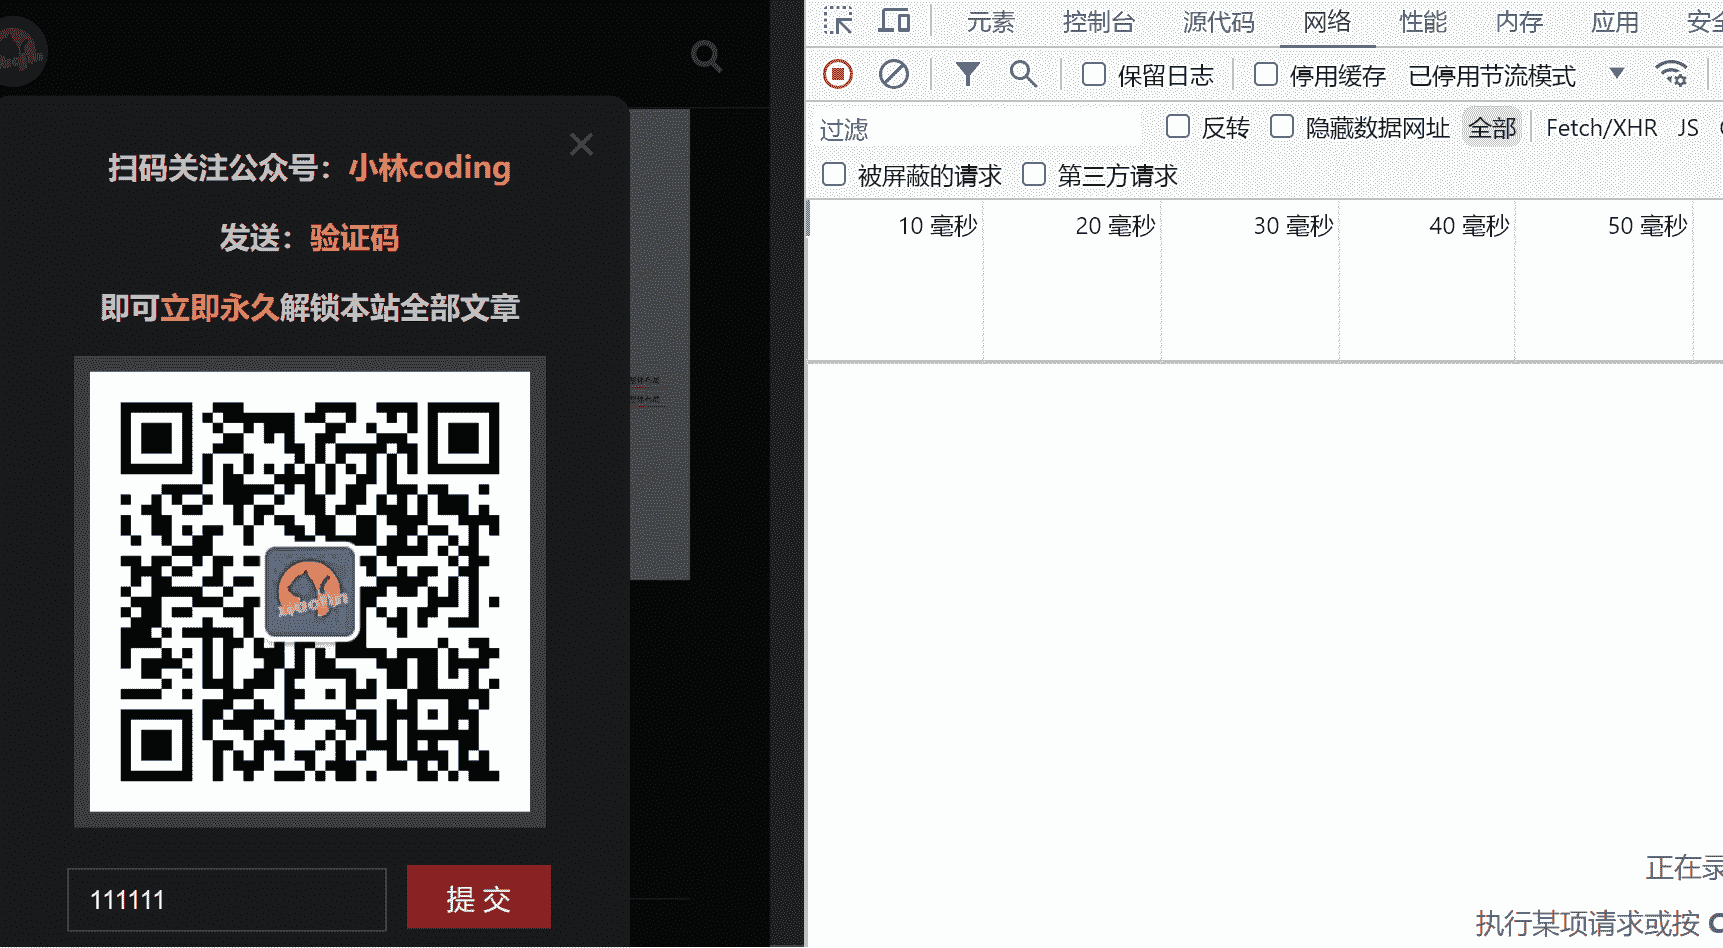 扫码关注公众号：小林coding
发送：验证码
即可立即永久解锁本站全部文章
xiaolin
111111
提 交
元素 控制台 源代码 网络 性能 内存 应用
保留日志 停用缓存 已停用节流模式
过滤 反转 隐藏数据网址 全部 Fetch/XHR JS
被屏蔽的请求 第三方请求
10 毫秒 20 毫秒 30 毫秒 40 毫秒 50 毫秒
正在录
执行某项请求或按